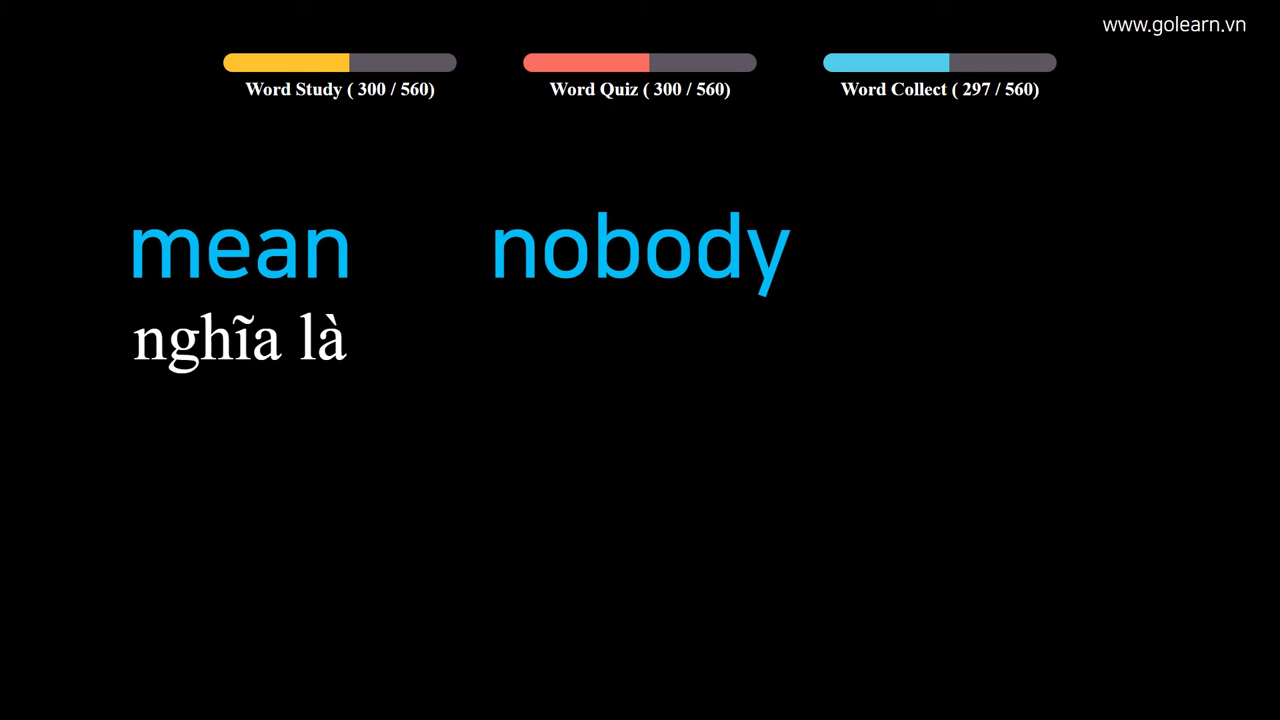 www.golearn.vn
Word Study ( 300 / 560)
Word Quiz ( 300 / 560)
Word Collect ( 297 / 560)
mean nobody
nghĩa là